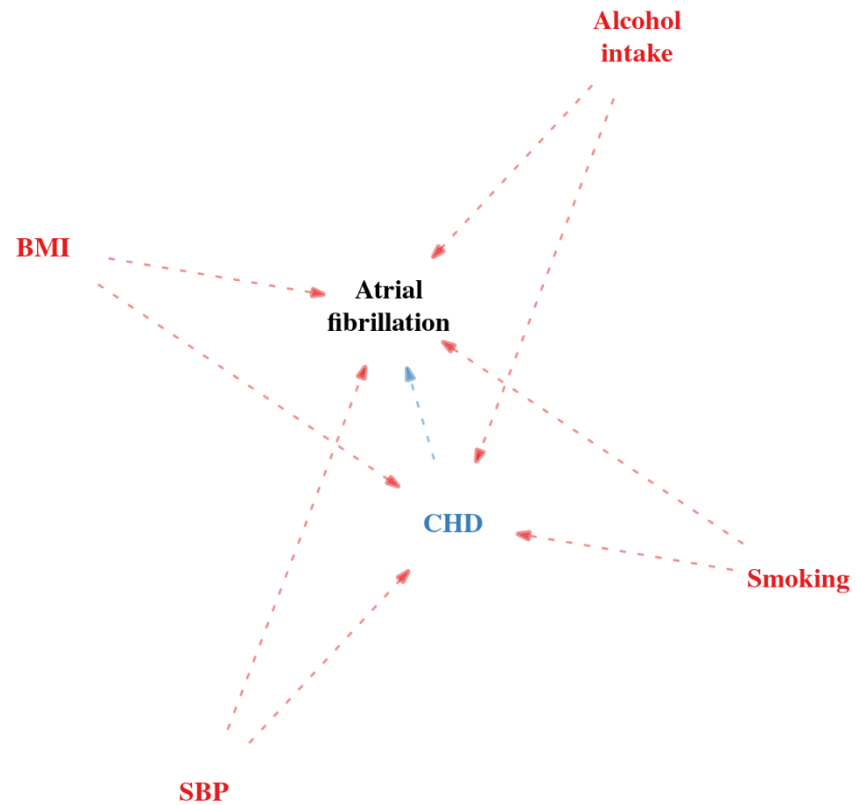 Alcohol
intake
BMI
Atrial
fibrillation
CHD
Smoking
SBP